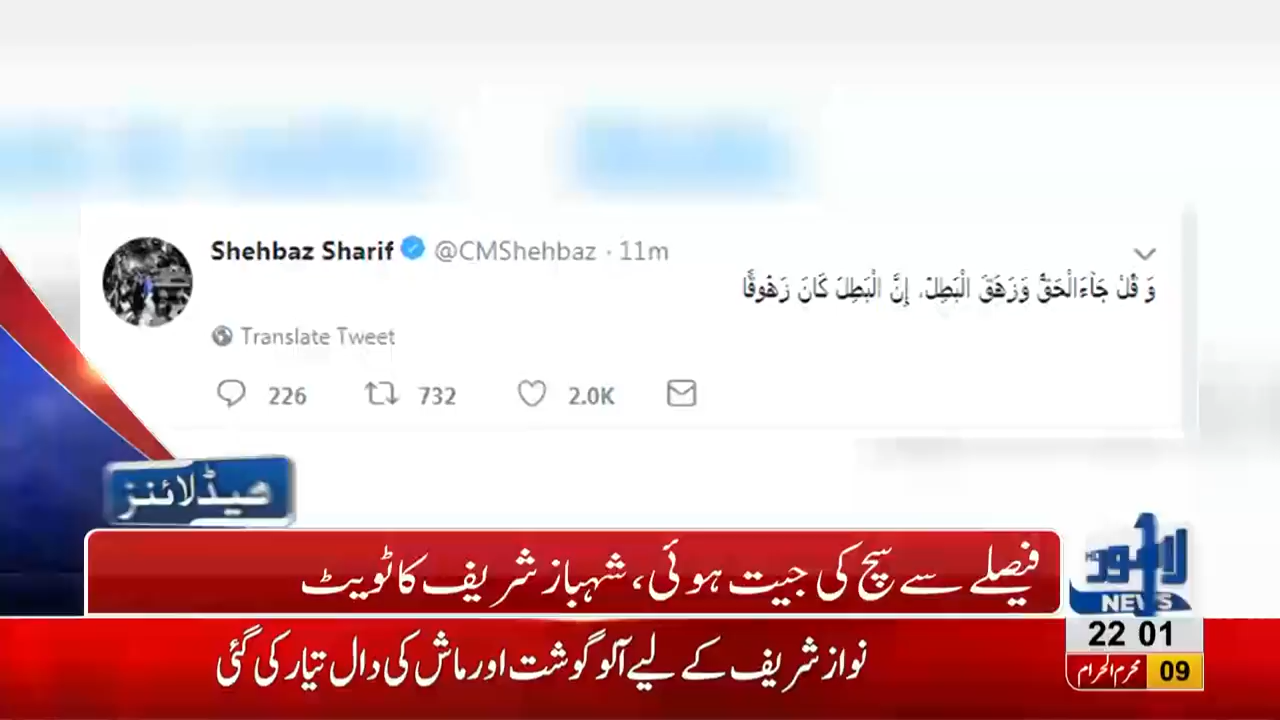 Shehbaz Sharif @CMShehbaz · 11m
وَ قُلْ جَآءَالْحَقُّ وَزَهَقَ الْبَطِلُ، إِنَّ الْبَطِلَ كَانَ زَهُوقًا
Translate Tweet
226 732 2.0K
ہیڈلائنز
فیصلے سے سچ کی جیت ہوئی، شہباز شریف کا ٹویٹ
نواز شریف کے لیے آلو گوشت اور ماش کی دال تیار کی گئی
لاہور
HD
NEWS
22 01
محرم الحرام 09